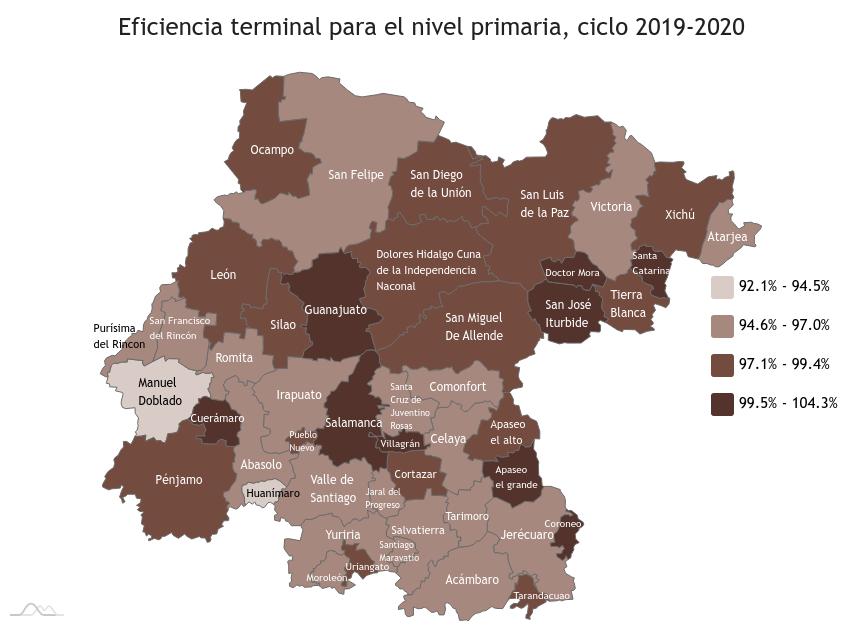 Eficiencia terminal para el nivel primaria, ciclo 2019-2020
Ocampo
San Felipe
San Diego
de la Unión
San Luis
de la Paz
Victoria
Xichú
Atarjea
León
Dolores Hidalgo Cuna
de la Independencia
Naconal
Doctor Mora
Santa
Catarina
Guanajuato
Silao
San Miguel
De Allende
San José
Iturbide
Tierra
Blanca
92.1% - 94.5%
94.6% - 97.0%
97.1% - 99.4%
99.5% - 104.3%
Purísima
del Rincon
San Francisco
del Rincón
Romita
Manuel
Doblado
Cuerámaro
Irapuato
Salamanca
Santa
Cruz de
Juventino
Rosas
Comonfort
Pueblo
Nuevo
Villagrán
Celaya
Apaseo
el alto
Pénjamo
Abasolo
Huanímaro
Valle de
Santiago
Cortazar
Apaseo
el grande
Jaral del
Progreso
Tarimoro
Coroneo
Yuriria
Salvatierra
Jerécuaro
Santiago
Maravatío
Uriangato
Moroleón
Acámbaro
Tarandacuao